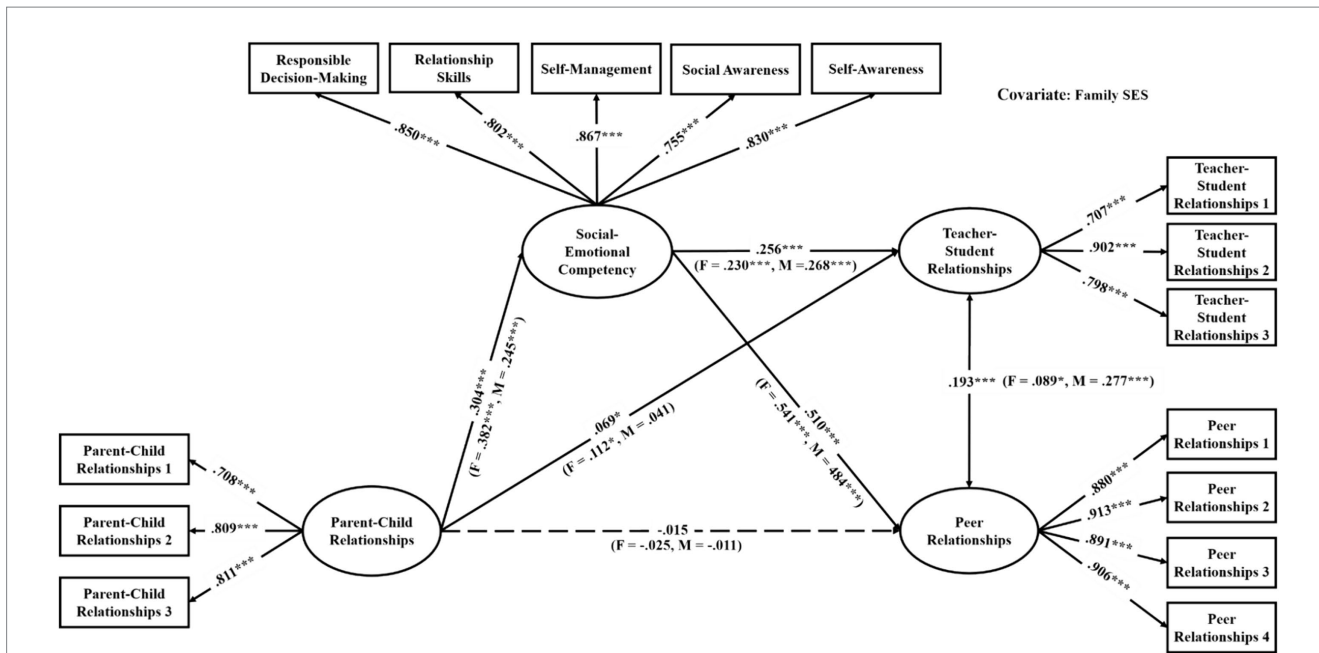 Responsible
Decision-Making
Relationship
Skills
Self-Management
Social Awareness
Self-Awareness
Covariate: Family SES
.850***
.802***
.867***
.755***
.830***
Social-
Emotional
Competency
.256***
(F = .230***, M =.268***)
Teacher-
Student
Relationships
.707***
.902***
.798***
Teacher-
Student
Relationships 1
Teacher-
Student
Relationships 2
Teacher-
Student
Relationships 3
.304***
(F = .382***, M = .245***)
.069*
(F = .112*, M = .041)
.510***
(F = .541***, M = 484***)
.193*** (F = .089*, M = .277***)
Parent-Child
Relationships 1
Parent-Child
Relationships 2
Parent-Child
Relationships 3
.708***
.809***
.811***
Parent-Child
Relationships
-.015
(F = -.025, M = -.011)
Peer
Relationships
.880***
.913***
.891***
.906***
Peer
Relationships 1
Peer
Relationships 2
Peer
Relationships 3
Peer
Relationships 4